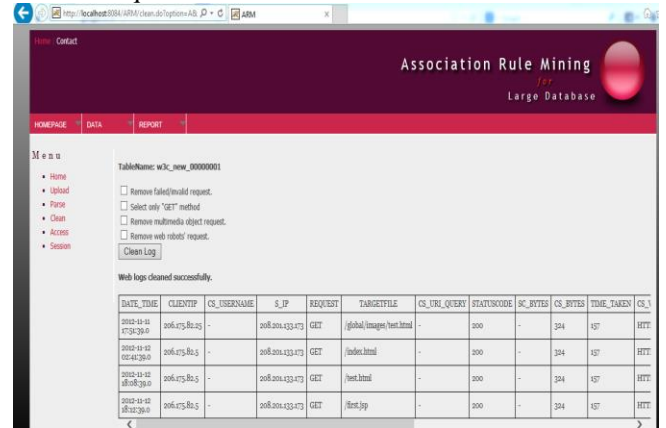 http://localhost:8084/ARM/clean.do?option=A&
ARM
Home Contact
Association Rule Mining
for
Large Database
HOMEPAGE DATA REPORT
Menu
Home
Upload
Parse
Clean
Access
Session
TableName: w3c_new_00000001
Remove failed/invalid request.
Select only "GET" method
Remove multimedia object request.
Remove web robots' request.
Clean Log
Web logs cleaned successfully.
DATE_TIME CLIENTIP CS_USERNAME S_IP REQUEST TARGETFILE CS_URI_QUERY STATUSCODE SC_BYTES CS_BYTES TIME_TAKEN CS_V
2012-11-11 17:51:39.0 206.175.82.25 - 208.201.133.173 GET /global/images/test.html - 200 - 324 157 HTT
2012-11-12 02:41:39.0 206.175.82.5 - 208.201.133.173 GET /index.html - 200 - 324 157 HTT
2012-11-12 18:08:39.0 206.175.82.5 - 208.201.133.173 GET /test.html - 200 - 324 157 HTT
2012-11-12 18:12:39.0 206.175.82.5 - 208.201.133.173 GET /first.jsp - 200 - 324 157 HTT